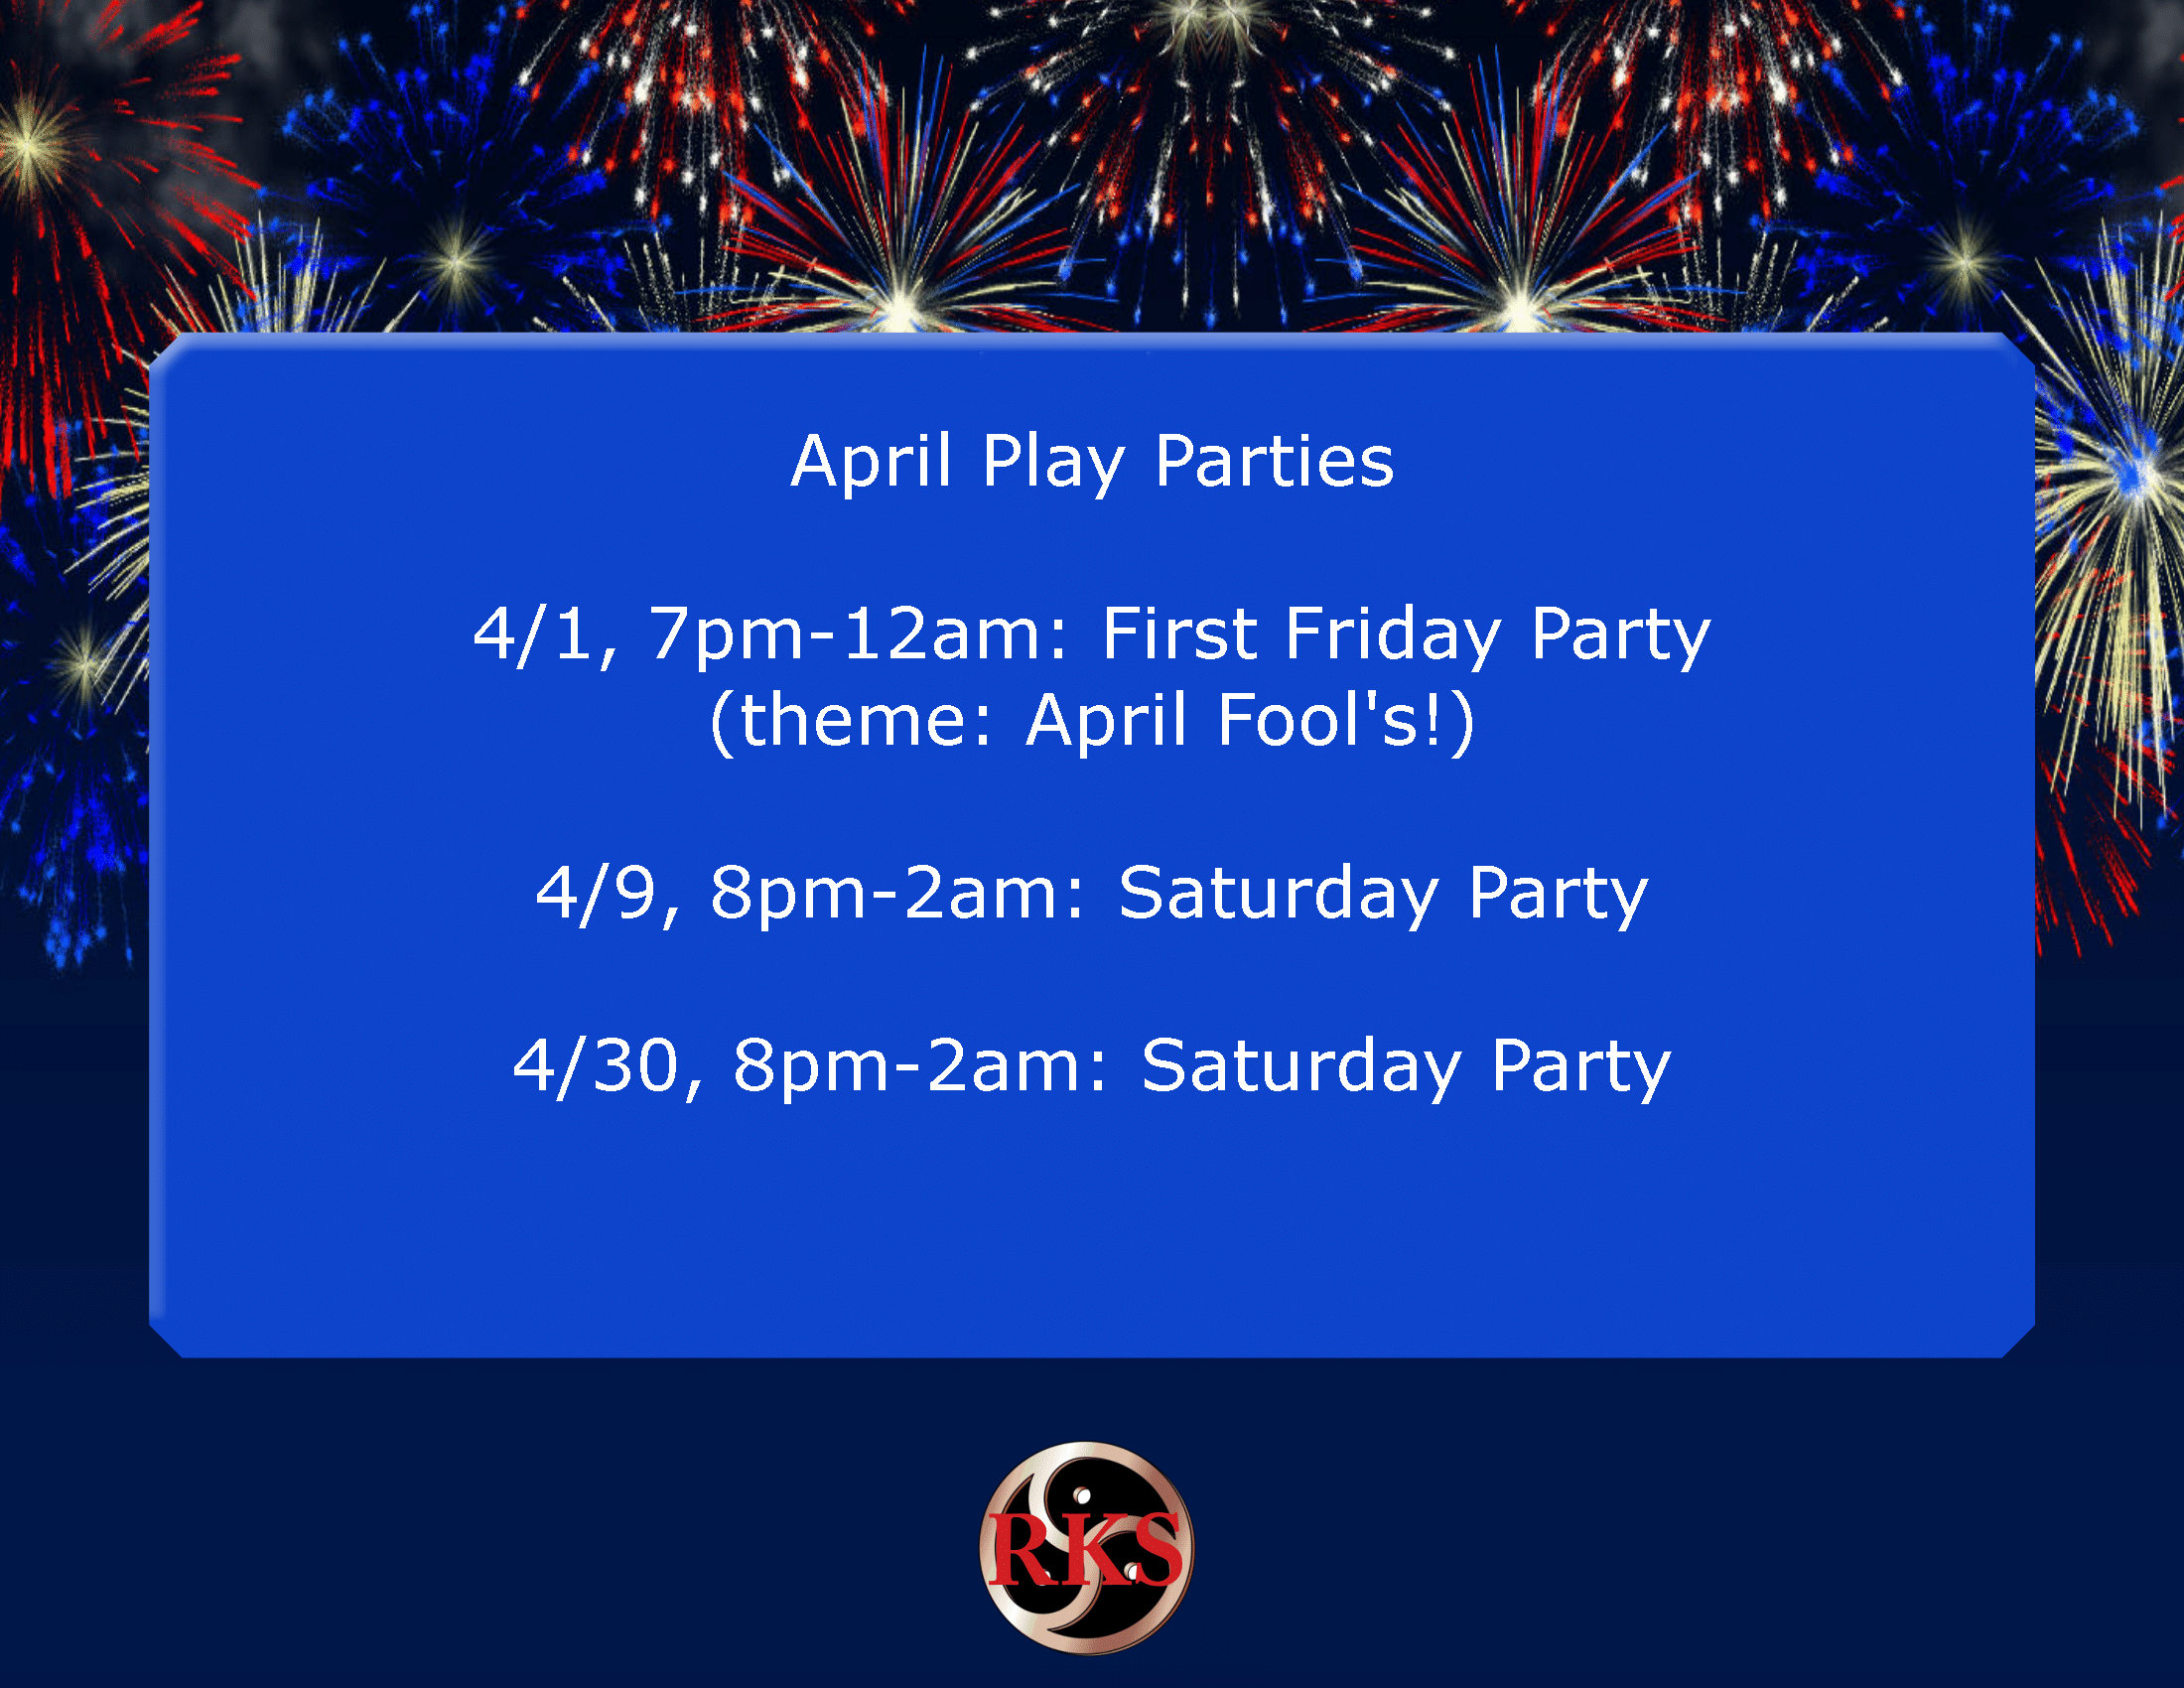 April Play Parties
4/1, 7pm-12am: First Friday Party
(theme: April Fool's!)
4/9, 8pm-2am: Saturday Party
4/30, 8pm-2am: Saturday Party
RKS